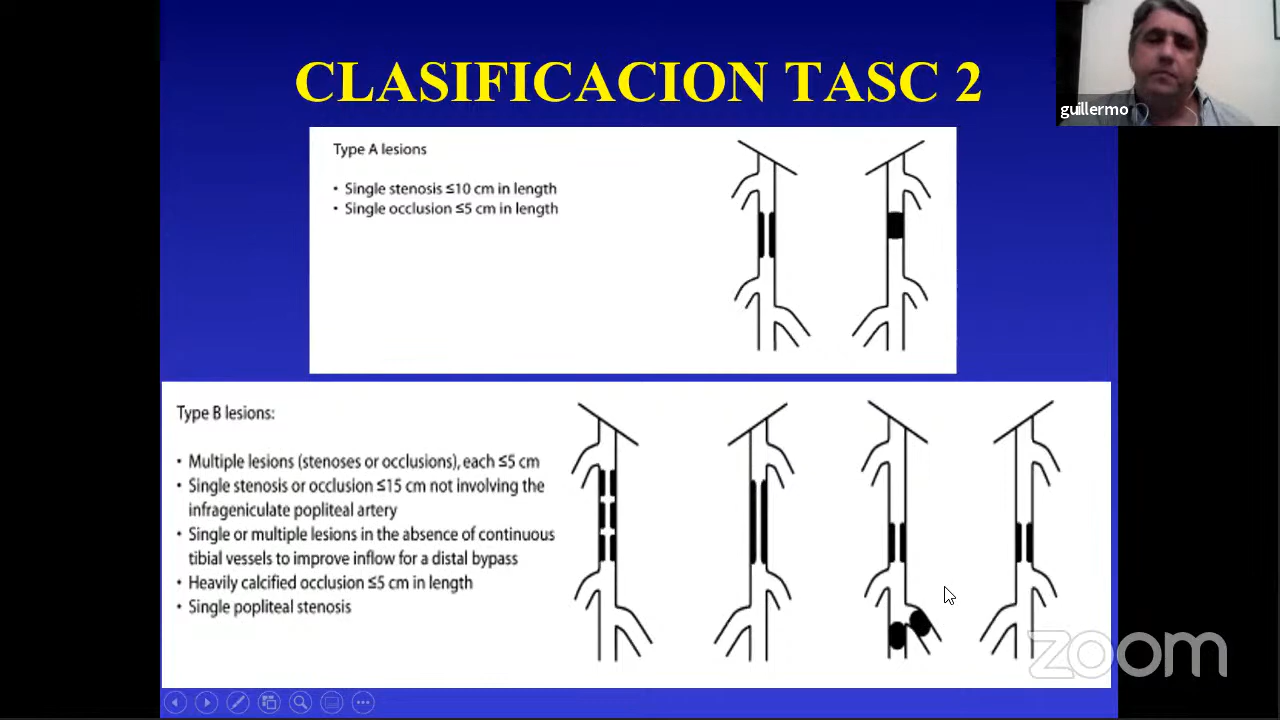 CLASIFICACION TASC 2
guillermo
Type A lesions
• Single stenosis ≤10 cm in length
• Single occlusion ≤5 cm in length
Type B lesions:
• Multiple lesions (stenoses or occlusions), each ≤5 cm
• Single stenosis or occlusion ≤15 cm not involving the
infrageniculate popliteal artery
• Single or multiple lesions in the absence of continuous
tibial vessels to improve inflow for a distal bypass
• Heavily calcified occlusion ≤5 cm in length
• Single popliteal stenosis
zoom